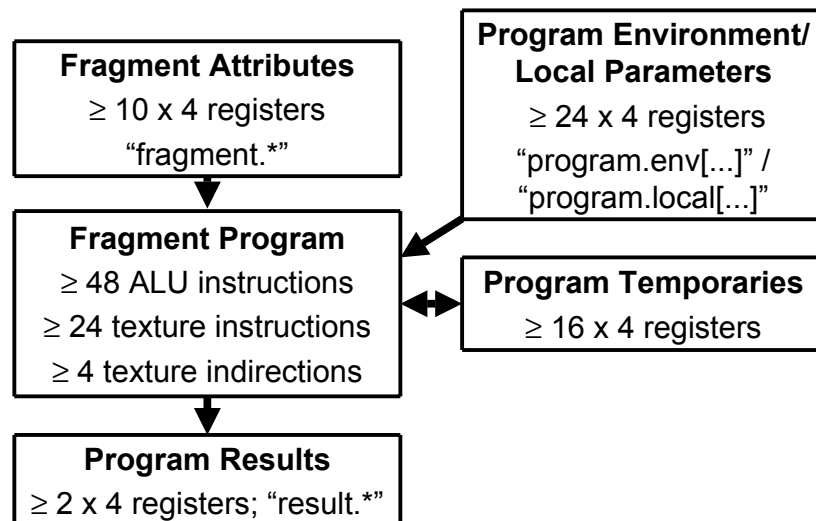 Fragment Attributes
≥ 10 x 4 registers
“fragment.*”
Program Environment/
Local Parameters
≥ 24 x 4 registers
“program.env[...]” /
“program.local[...]”
Fragment Program
≥ 48 ALU instructions
≥ 24 texture instructions
≥ 4 texture indirections
Program Temporaries
≥ 16 x 4 registers
Program Results
≥ 2 x 4 registers; “result.*”